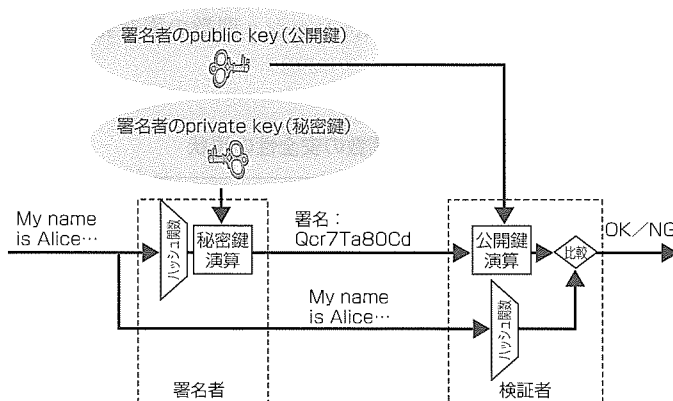 署名者のpublic key(公開鍵)
署名者のprivate key(秘密鍵)
My name
is Alice…
ハッシュ関数
秘密鍵
演算
署名：
Qcr7Ta8OCd
公開鍵
演算
比較
OK／NG
My name
is Alice…
ハッシュ関数
署名者
検証者